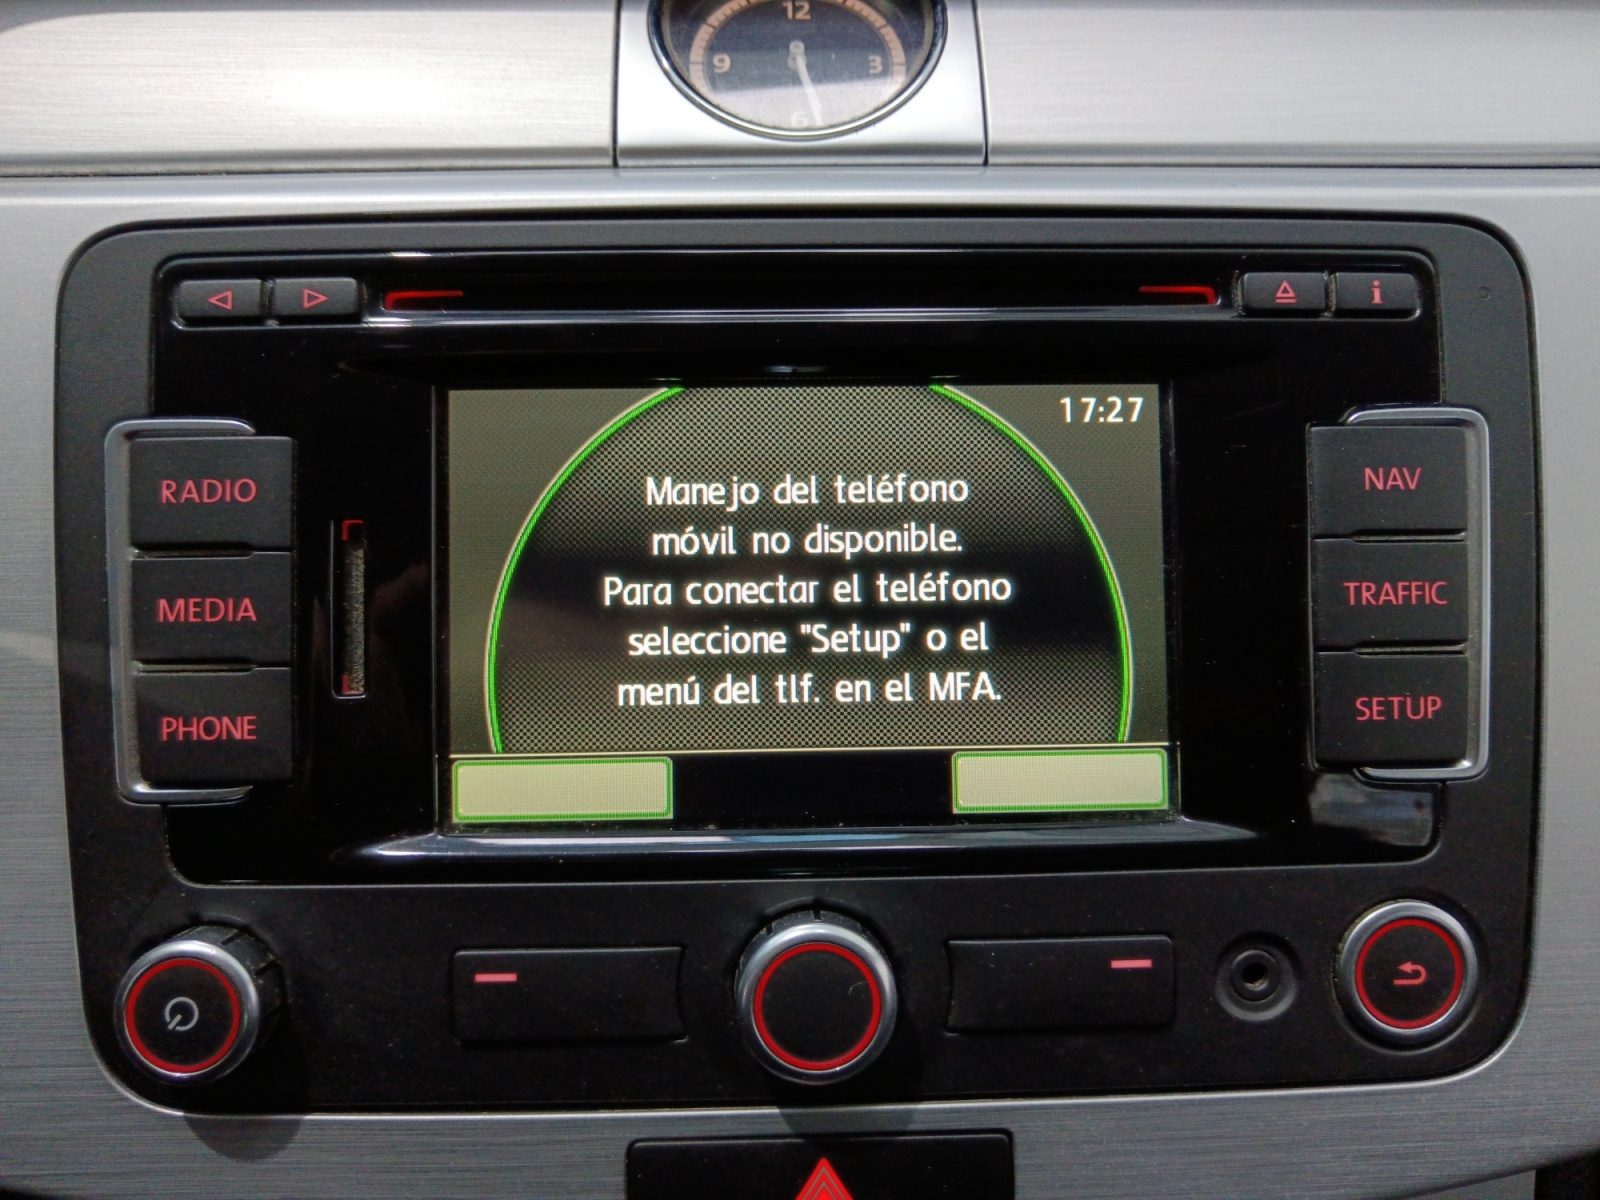 12
9
3
6
i
17:27
RADIO
MEDIA
PHONE
Manejo del teléfono
móvil no disponible.
Para conectar el teléfono
seleccione "Setup" o el
menú del tlf. en el MFA.
NAV
TRAFFIC
SETUP